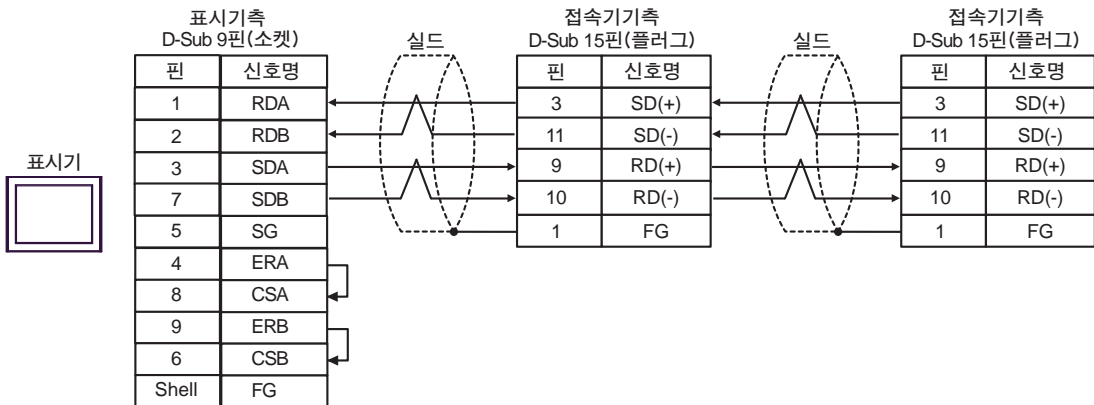 표시기측
D-Sub 9핀(소켓)
실드
접속기기측
D-Sub 15핀(플러그)
실드
접속기기측
D-Sub 15핀(플러그)
표시기
핀 신호명
1 RDA
2 RDB
3 SDA
7 SDB
5 SG
4 ERA
8 CSA
9 ERB
6 CSB
Shell FG
핀 신호명
3 SD(+)
11 SD(-)
9 RD(+)
10 RD(-)
1 FG
핀 신호명
3 SD(+)
11 SD(-)
9 RD(+)
10 RD(-)
1 FG